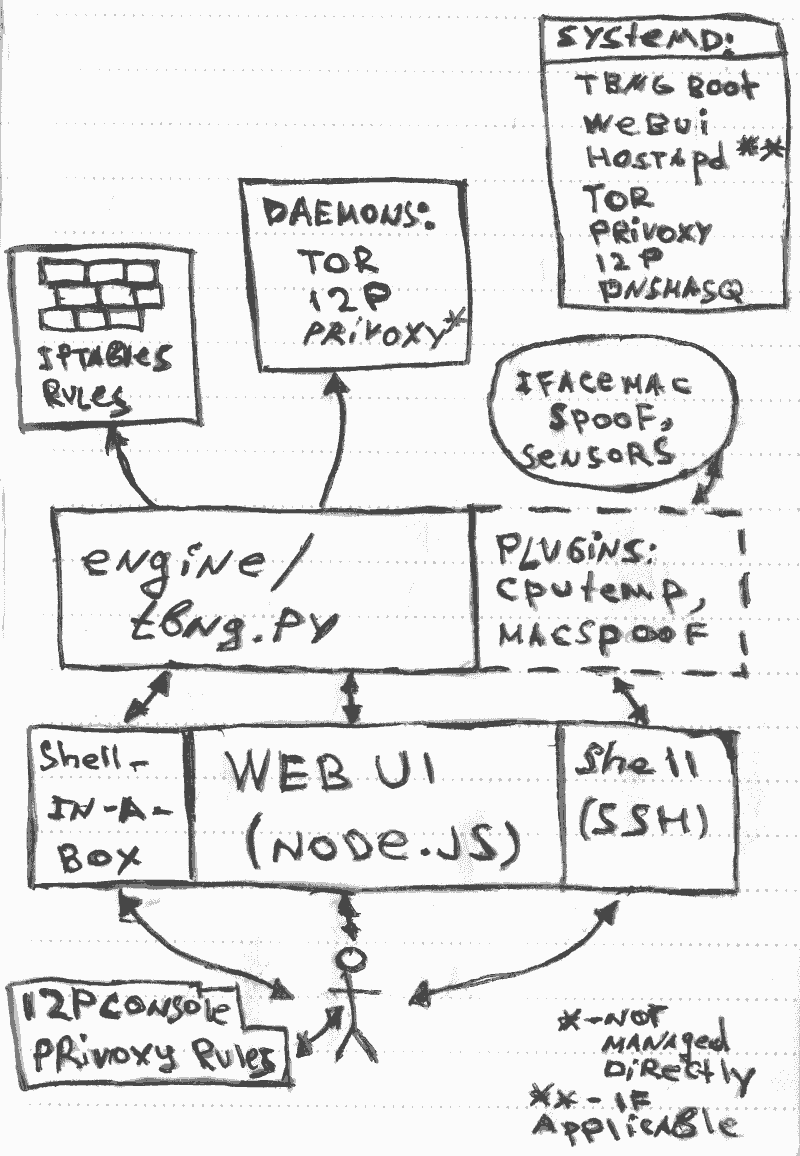 SYSTEMD:
TBNG BOOT
WEBUI
HOSTAPD **
TOR
PRIVOXY
I2P
DNSMASQ
DAEMONS:
TOR
I2P
PRIVOXY*
IPTABLES
RULES
IFACE MAC
SPOOF,
SENSORS
engine/
tbng.py
PLUGINS:
cputemp,
MACSPOOF
Shell-
IN-A-
BOX
WEB UI
(NODE.JS)
Shell
(SSH)
I2P CONSOLE
PRIVOXY RULES
*-NOT
MANAGED
DIRECTLY
**-IF
APPLICABLE